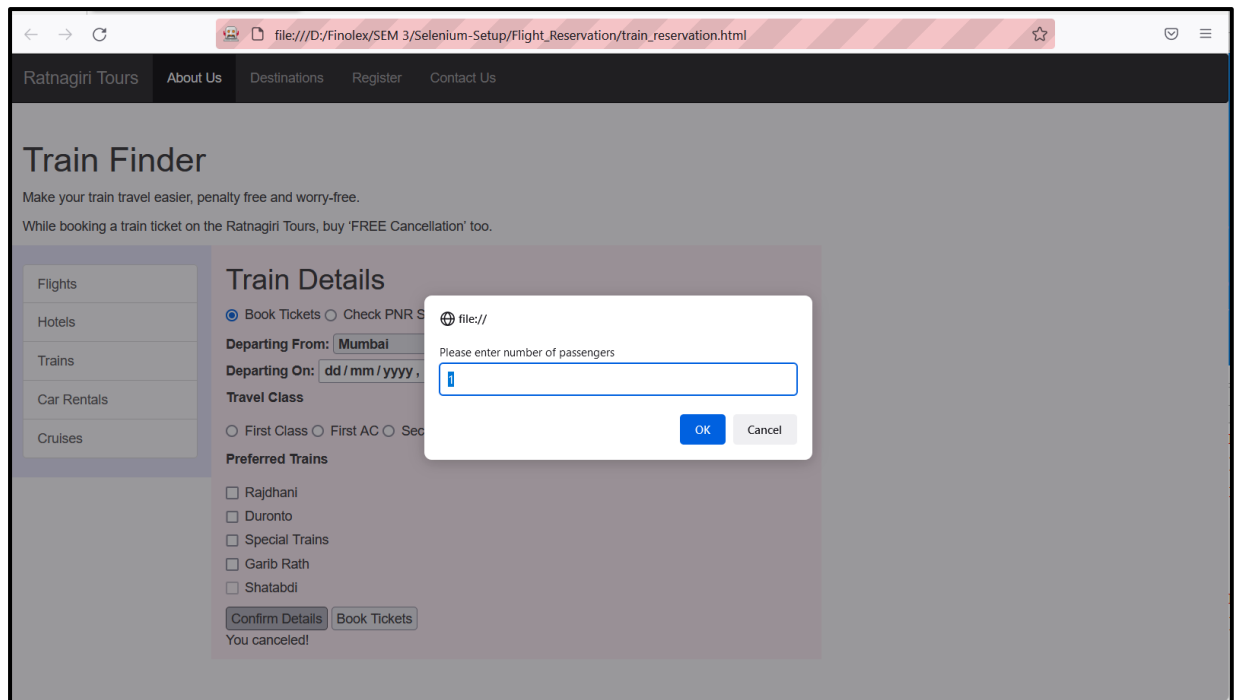 file:///D:/Finolex/SEM 3/Selenium-Setup/Flight_Reservation/train_reservation.html
Ratnagiri Tours About Us Destinations Register Contact Us
Train Finder
Make your train travel easier, penalty free and worry-free.
While booking a train ticket on the Ratnagiri Tours, buy ‘FREE Cancellation’ too.
Flights
Hotels
Trains
Car Rentals
Cruises
Train Details
Book Tickets Check PNR S
Departing From: Mumbai
Departing On: dd/mm/yyyy,
Travel Class
First Class First AC Sec
Preferred Trains
Rajdhani
Duronto
Special Trains
Garib Rath
Shatabdi
Confirm Details Book Tickets
You canceled!
file://
Please enter number of passengers
1
OK Cancel